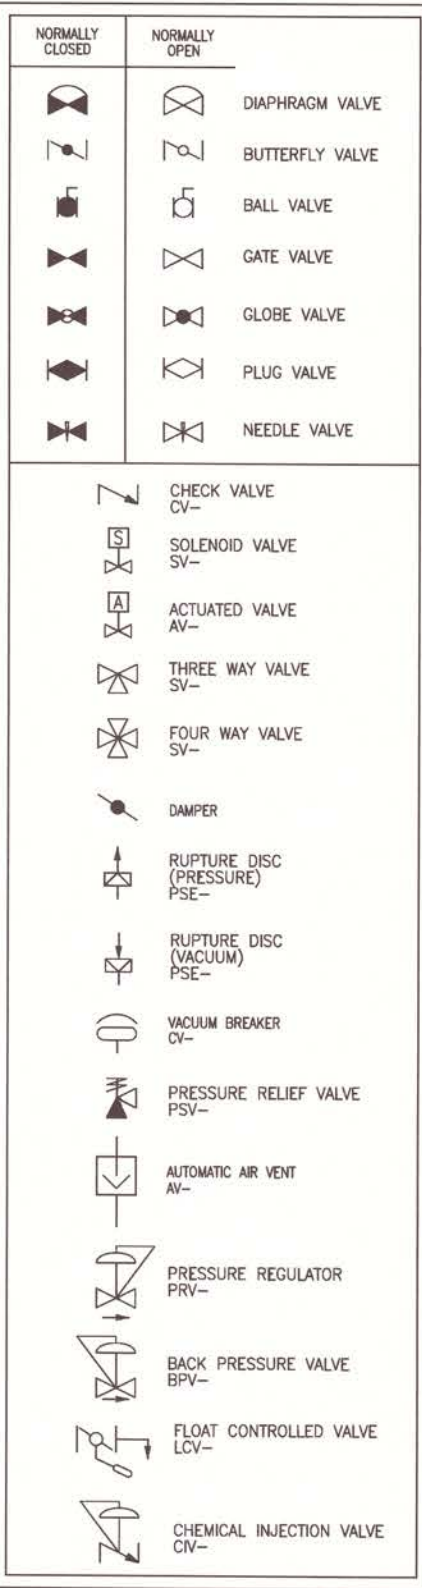 NORMALLY NORMALLY
CLOSED OPEN
DIAPHRAGM VALVE
BUTTERFLY VALVE
BALL VALVE
GATE VALVE
GLOBE VALVE
PLUG VALVE
NEEDLE VALVE
CHECK VALVE
CV–
S
SOLENOID VALVE
SV–
A
ACTUATED VALVE
AV–
THREE WAY VALVE
SV–
FOUR WAY VALVE
SV–
DAMPER
RUPTURE DISC
(PRESSURE)
PSE–
RUPTURE DISC
(VACUUM)
PSE–
VACUUM BREAKER
CV–
PRESSURE RELIEF VALVE
PSV–
AUTOMATIC AIR VENT
AV–
PRESSURE REGULATOR
PRV–
BACK PRESSURE VALVE
BPV–
FLOAT CONTROLLED VALVE
LCV–
CHEMICAL INJECTION VALVE
CIV–